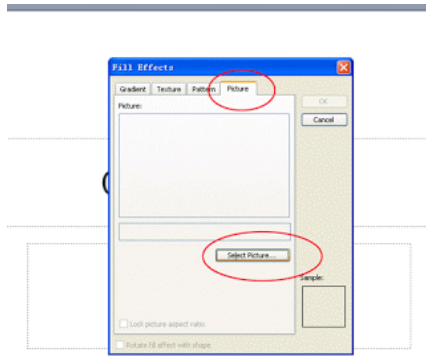 Fill Effects
Gradient Texture Pattern Picture
Picture:
OK
Cancel
Select Picture...
Sample:
Lock picture aspect ratio
Rotate fill effect with shape